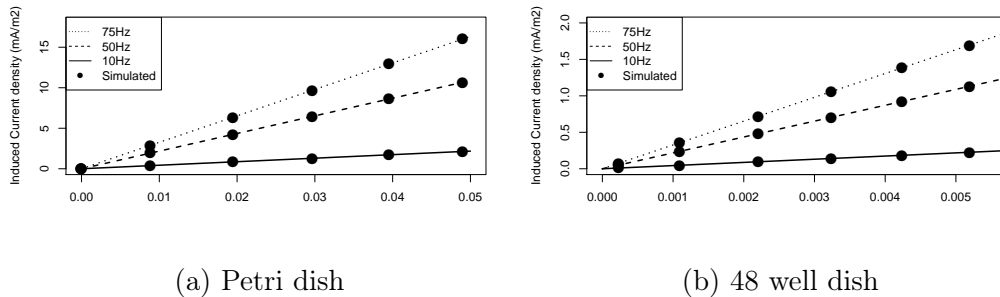 Induced Current density (mA/m2)
0
5
10
15
75Hz
50Hz
10Hz
Simulated
0.00
0.01
0.02
0.03
0.04
0.05
(a) Petri dish
Induced Current density (mA/m2)
0.0
0.5
1.0
1.5
2.0
75Hz
50Hz
10Hz
Simulated
0.000
0.001
0.002
0.003
0.004
0.005
(b) 48 well dish